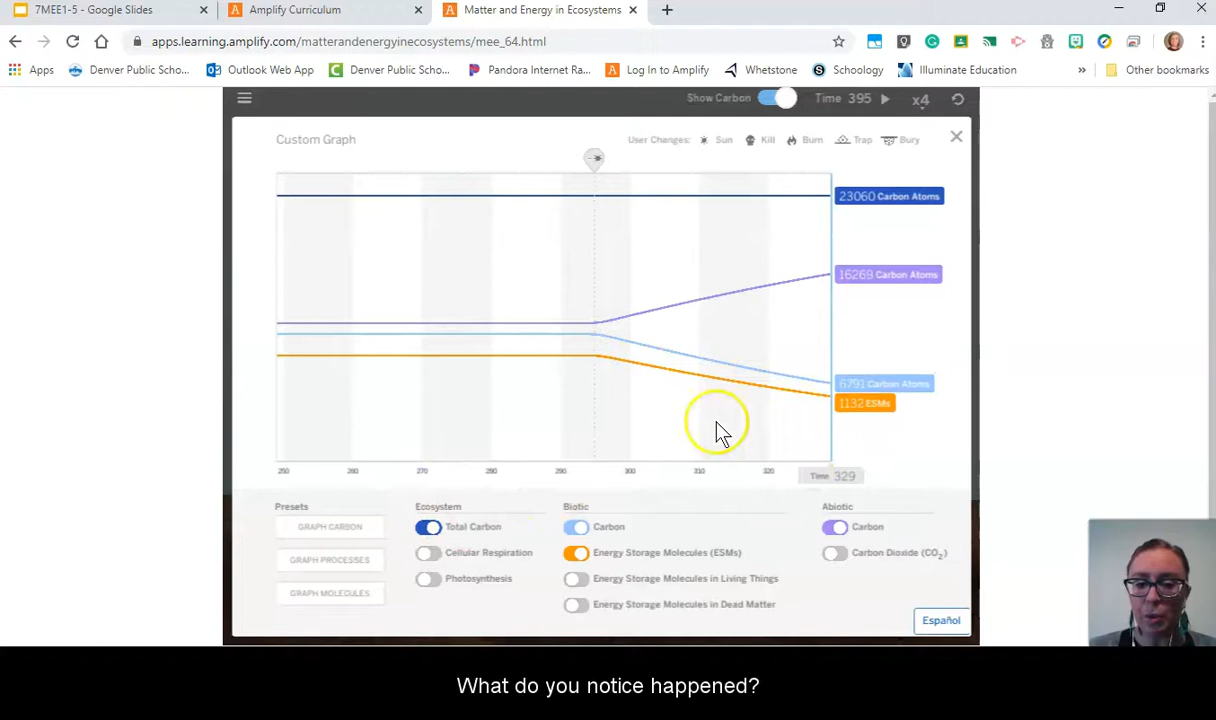 7MEE1-5 - Google Slides
Amplify Curriculum
Matter and Energy in Ecosystems
apps.learning.amplify.com/matterandenergyinecosystems/mee_64.html
Apps
Denver Public Scho...
Outlook Web App
Denver Public Scho...
Pandora Internet Ra...
Log In to Amplify
Whetstone
Schoology
Illuminate Education
Other bookmarks
Show Carbon
Time 395
x4
Custom Graph
User Changes:
Sun
Kill
Burn
Trap
Bury
23060 Carbon Atoms
16269 Carbon Atoms
6791 Carbon Atoms
1132 ESMs
250 260 270 280 290 300 310 320
Time 329
Presets
GRAPH CARBON
GRAPH PROCESSES
GRAPH MOLECULES
Ecosystem
Total Carbon
Cellular Respiration
Photosynthesis
Biotic
Carbon
Energy Storage Molecules (ESMs)
Energy Storage Molecules in Living Things
Energy Storage Molecules in Dead Matter
Abiotic
Carbon
Carbon Dioxide (CO₂)
Español
What do you notice happened?